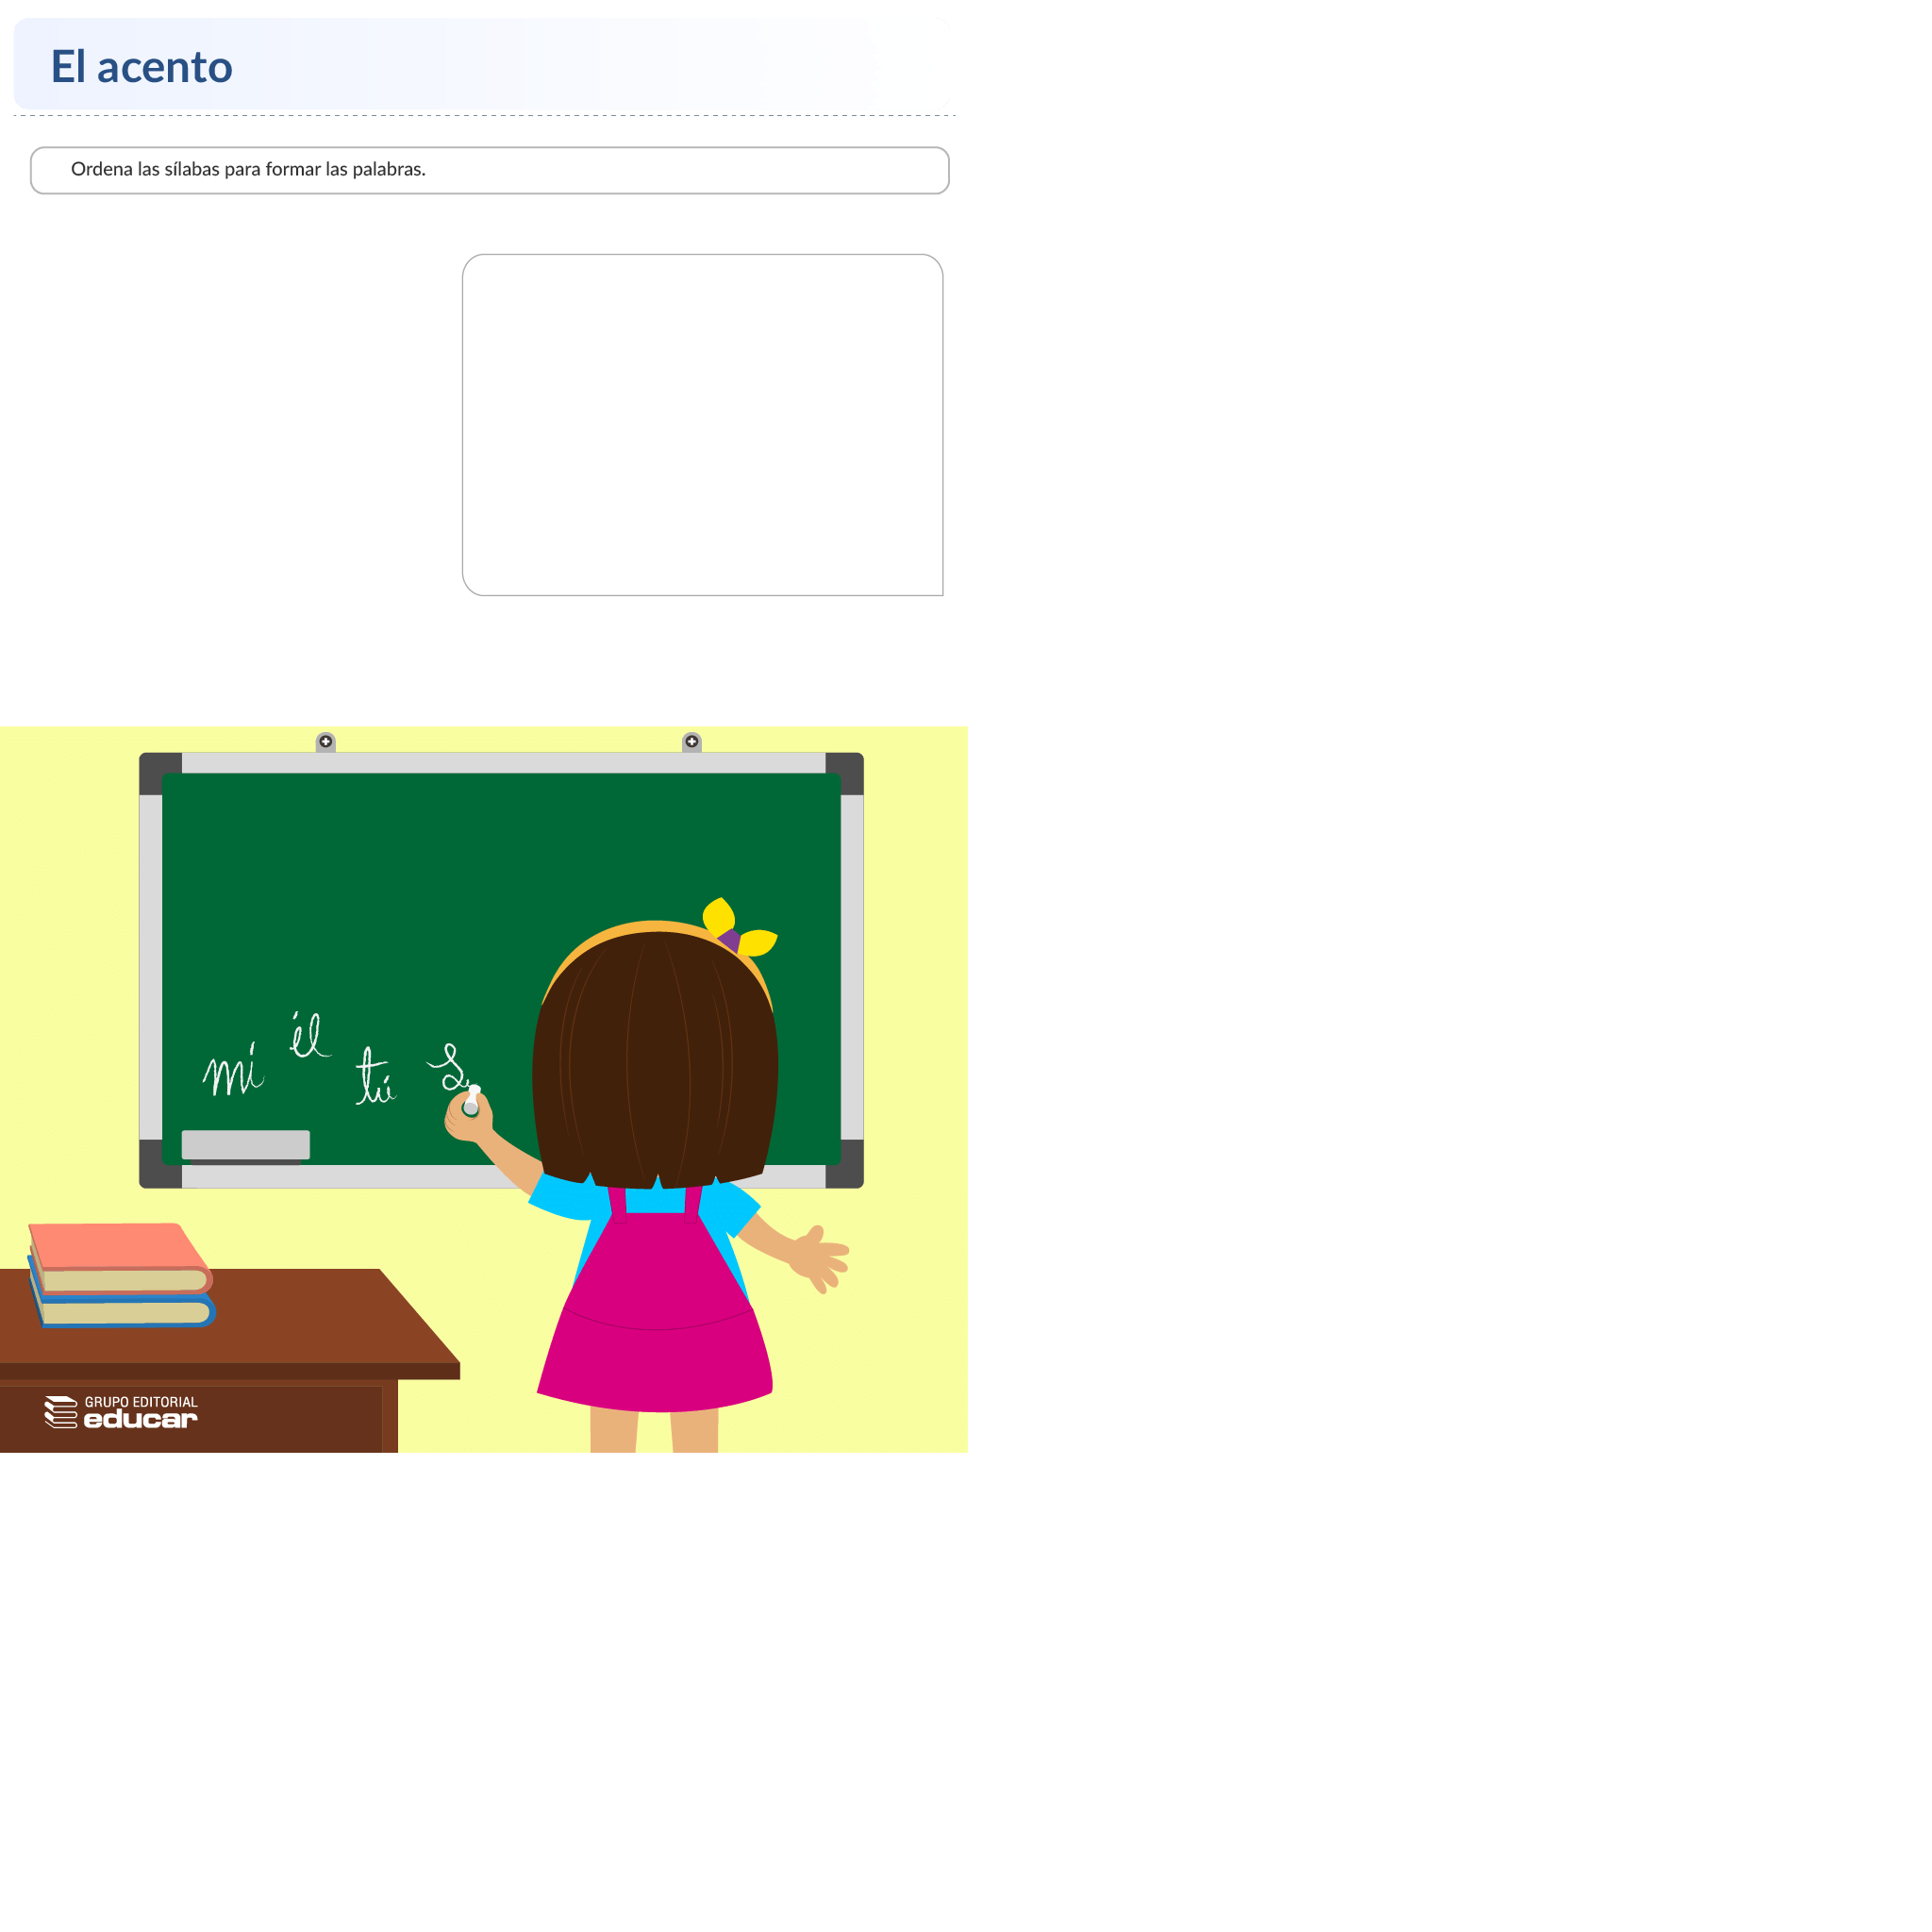 El acento
Ordena las sílabas para formar las palabras.
mí él tú s
GRUPO EDITORIAL
educar